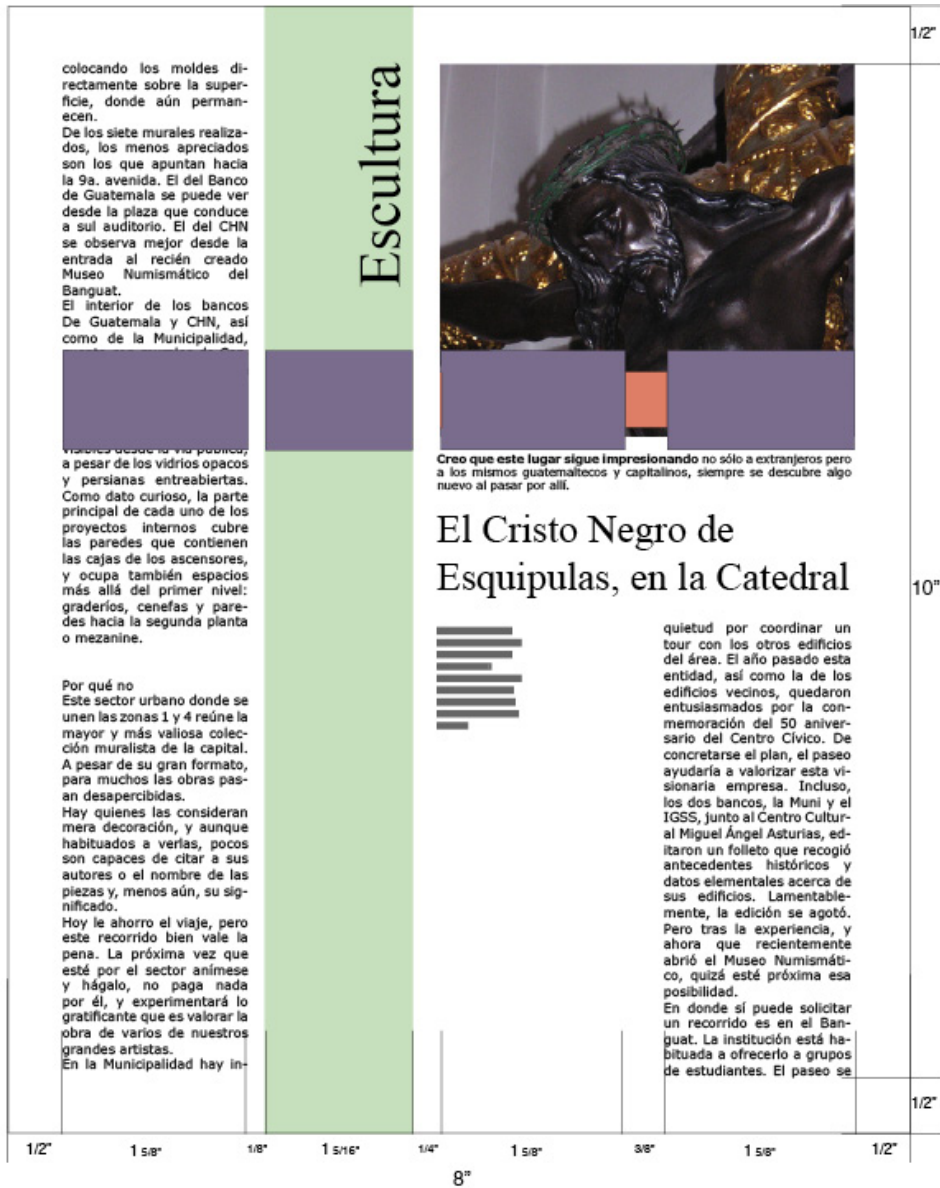 1/2"
colocando los moldes di-
rectamente sobre la super-
ficie, donde aún perman-
ecen.
De los siete murales realiza-
dos, los menos apreciados
son los que apuntan hacia
la 9a. avenida. El del Banco
de Guatemala se puede ver
desde la plaza que conduce
a sul auditorio. El del CHN
se observa mejor desde la
entrada al recién creado
Museo Numismático del
Banguat.
El interior de los bancos
De Guatemala y CHN, así
como de la Municipalidad,
visibles desde la vía pública,
a pesar de los vidrios opacos
y persianas entreabiertas.
Como dato curioso, la parte
principal de cada uno de los
proyectos internos cubre
las paredes que contienen
las cajas de los ascensores,
y ocupa también espacios
más allá del primer nivel:
graderíos, cenefas y pare-
des hacia la segunda planta
o mezanine.
Por qué no
Este sector urbano donde se
unen las zonas 1 y 4 reúne la
mayor y más valiosa colec-
ción muralista de la capital.
A pesar de su gran formato,
para muchos las obras pas-
an desapercibidas.
Hay quienes las consideran
mera decoración, y aunque
habituados a verlas, pocos
son capaces de citar a sus
autores o el nombre de las
piezas y, menos aún, su sig-
nificado.
Hoy le ahorro el viaje, pero
este recorrido bien vale la
pena. La próxima vez que
esté por el sector anímese
y hágalo, no paga nada
por él, y experimentará lo
gratificante que es valorar la
obra de varios de nuestros
grandes artistas.
En la Municipalidad hay in-
Escultura
Creo que este lugar sigue impresionando no sólo a extranjeros pero
a los mismos guatemaltecos y capitalinos, siempre se descubre algo
nuevo al pasar por allí.
El Cristo Negro de
Esquipulas, en la Catedral
quietud por coordinar un
tour con los otros edificios
del área. El año pasado esta
entidad, así como la de los
edificios vecinos, quedaron
entusiasmados por la con-
memoración del 50 aniver-
sario del Centro Cívico. De
concretarse el plan, el paseo
ayudaría a valorizar esta vi-
sionaria empresa. Incluso,
los dos bancos, la Muni y el
IGSS, junto al Centro Cultur-
al Miguel Ángel Asturias, ed-
itaron un folleto que recogió
antecedentes históricos y
datos elementales acerca de
sus edificios. Lamentable-
mente, la edición se agotó.
Pero tras la experiencia, y
ahora que recientemente
abrió el Museo Numismáti-
co, quizá esté próxima esa
posibilidad.
En donde sí puede solicitar
un recorrido es en el Ban-
guat. La institución está ha-
bituada a ofrecerlo a grupos
de estudiantes. El paseo se
10"
1/2"
1/2" 1 5/8" 1/8" 1 5/16" 1/4" 1 5/8" 3/8" 1 5/8" 1/2"
8"